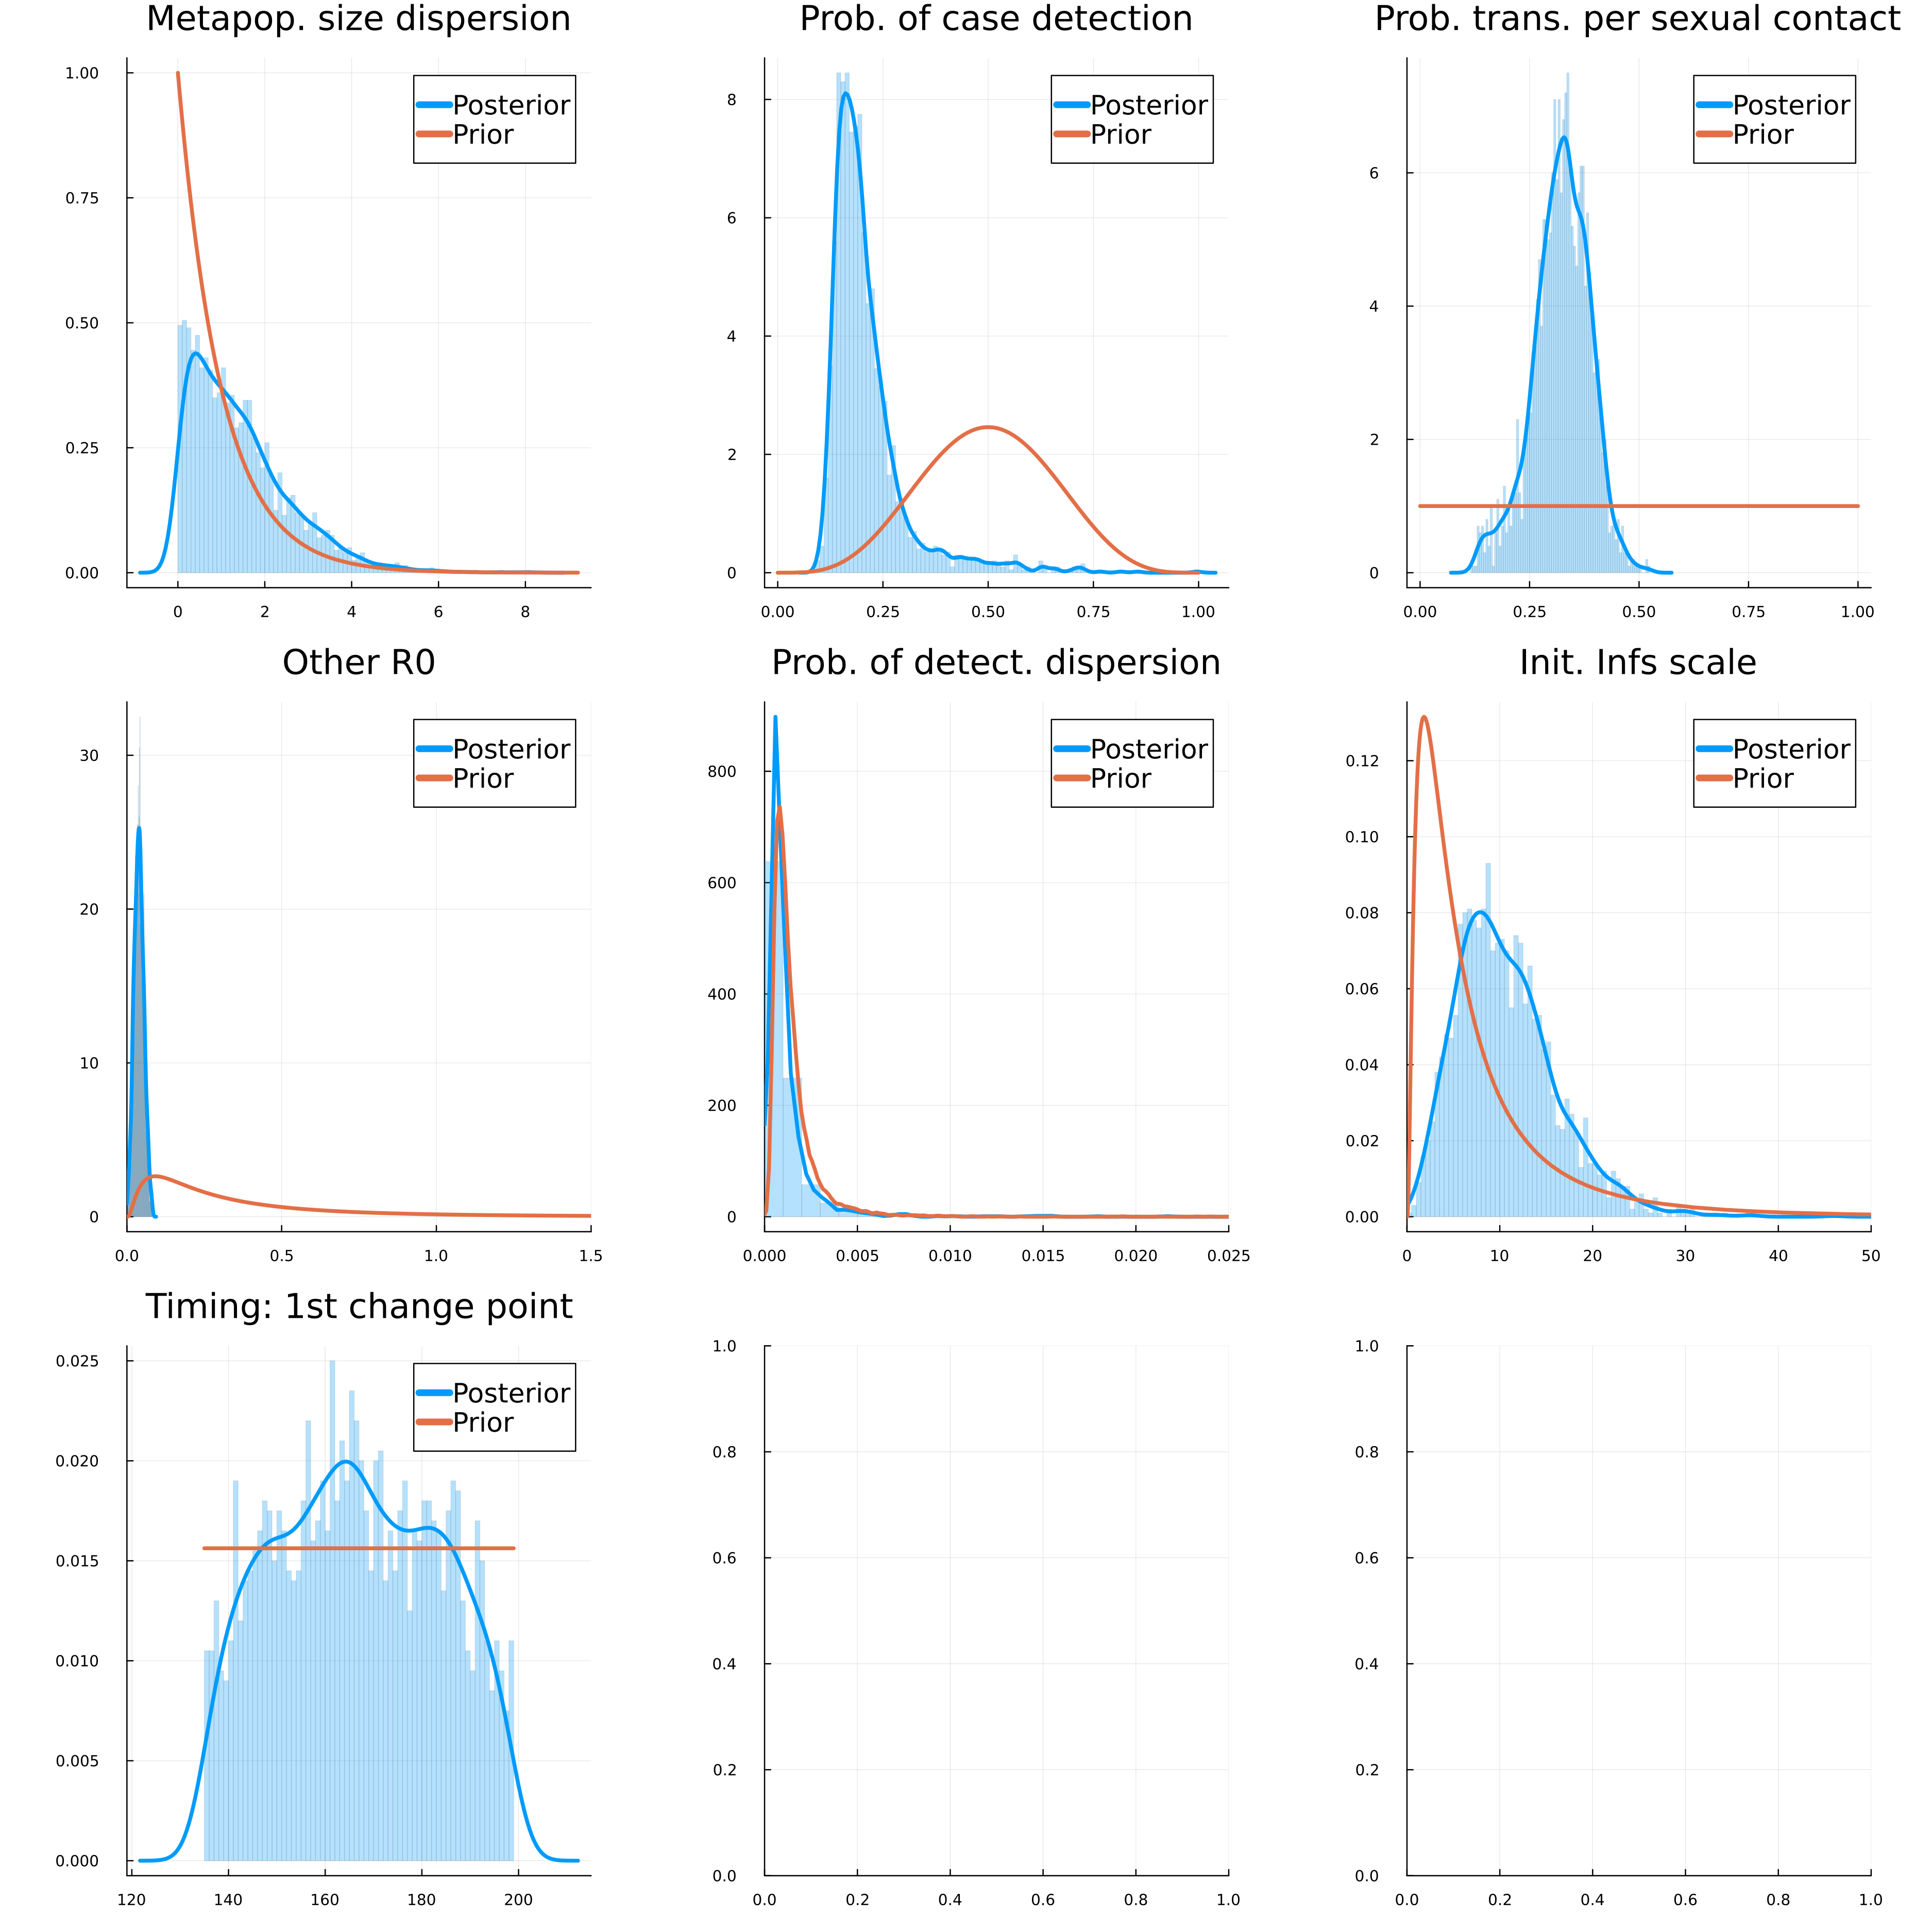 Metapop. size dispersion
1.00
0.75
0.50
0.25
0.00
0 2 4 6 8
Posterior
Prior
Prob. of case detection
8
6
4
2
0
0.00 0.25 0.50 0.75 1.00
Posterior
Prior
Prob. trans. per sexual contact
6
4
2
0
0.00 0.25 0.50 0.75 1.00
Posterior
Prior
Other R0
30
20
10
0
0.0 0.5 1.0 1.5
Posterior
Prior
Prob. of detect. dispersion
800
600
400
200
0
0.000 0.005 0.010 0.015 0.020 0.025
Posterior
Prior
Init. Infs scale
0.12
0.10
0.08
0.06
0.04
0.02
0.00
0 10 20 30 40 50
Posterior
Prior
Timing: 1st change point
0.025
0.020
0.015
0.010
0.005
0.000
120 140 160 180 200
Posterior
Prior
1.0
0.8
0.6
0.4
0.2
0.0
0.0 0.2 0.4 0.6 0.8 1.0
1.0
0.8
0.6
0.4
0.2
0.0
0.0 0.2 0.4 0.6 0.8 1.0